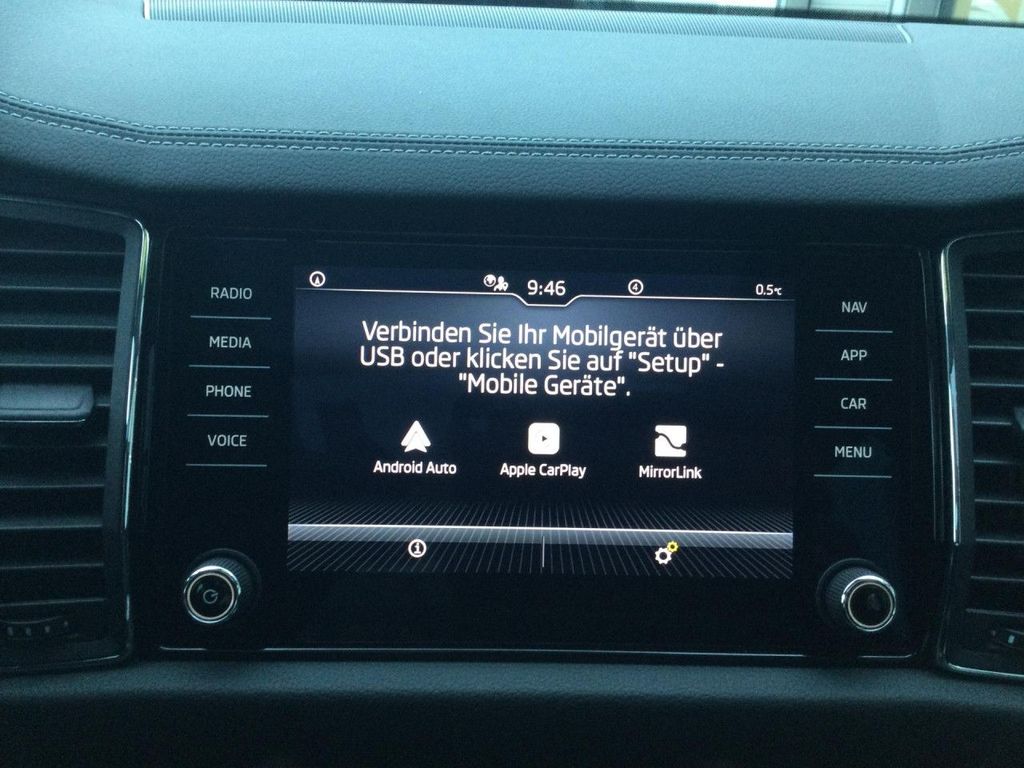 RADIO
MEDIA
PHONE
VOICE
9:46
4
0.5°C
Verbinden Sie Ihr Mobilgerät über
USB oder klicken Sie auf "Setup" -
"Mobile Geräte".
Android Auto
Apple CarPlay
MirrorLink
i
NAV
APP
CAR
MENU